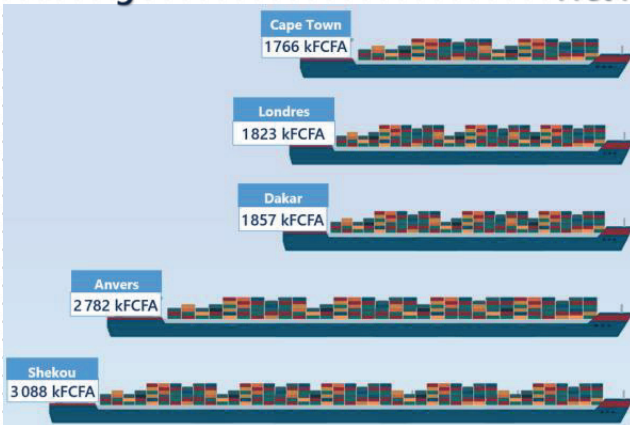 Cape Town
1766 kFCFA
Londres
1823 kFCFA
Dakar
1857 kFCFA
Anvers
2 782 kFCFA
Shekou
3 088 kFCFA